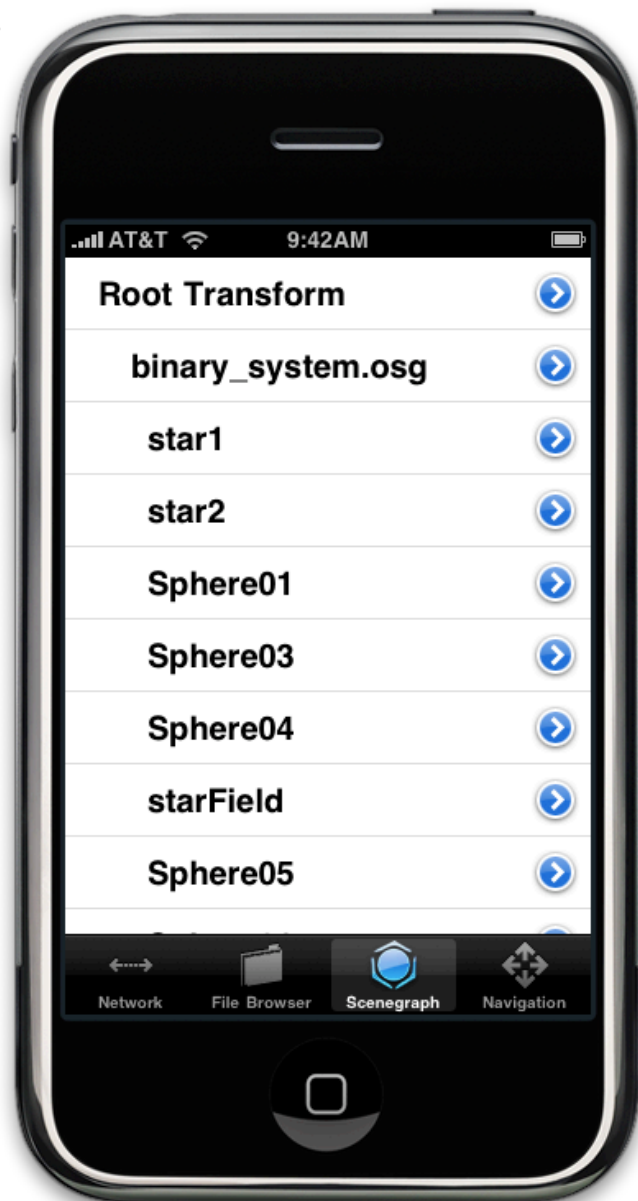 AT&T 9:42AM
Root Transform
binary_system.osg
star1
star2
Sphere01
Sphere03
Sphere04
starField
Sphere05
Network File Browser Scenegraph Navigation